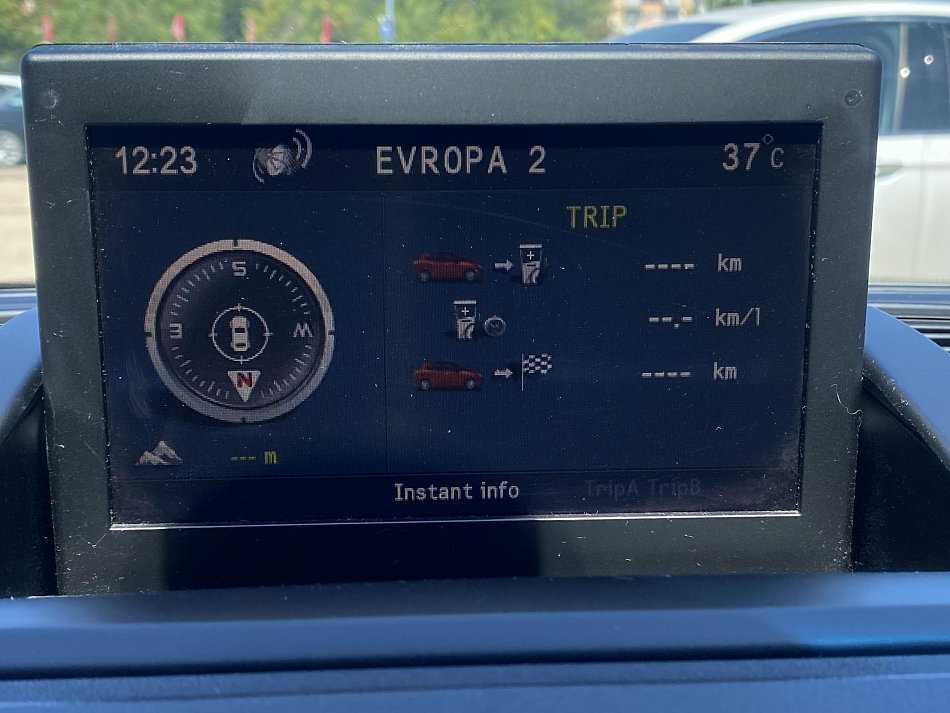 12:23 EVROPA 2 37°C
TRIP
---- km
--.- km/l
---- km
S
E W
N
--- m
Instant info TripA TripB